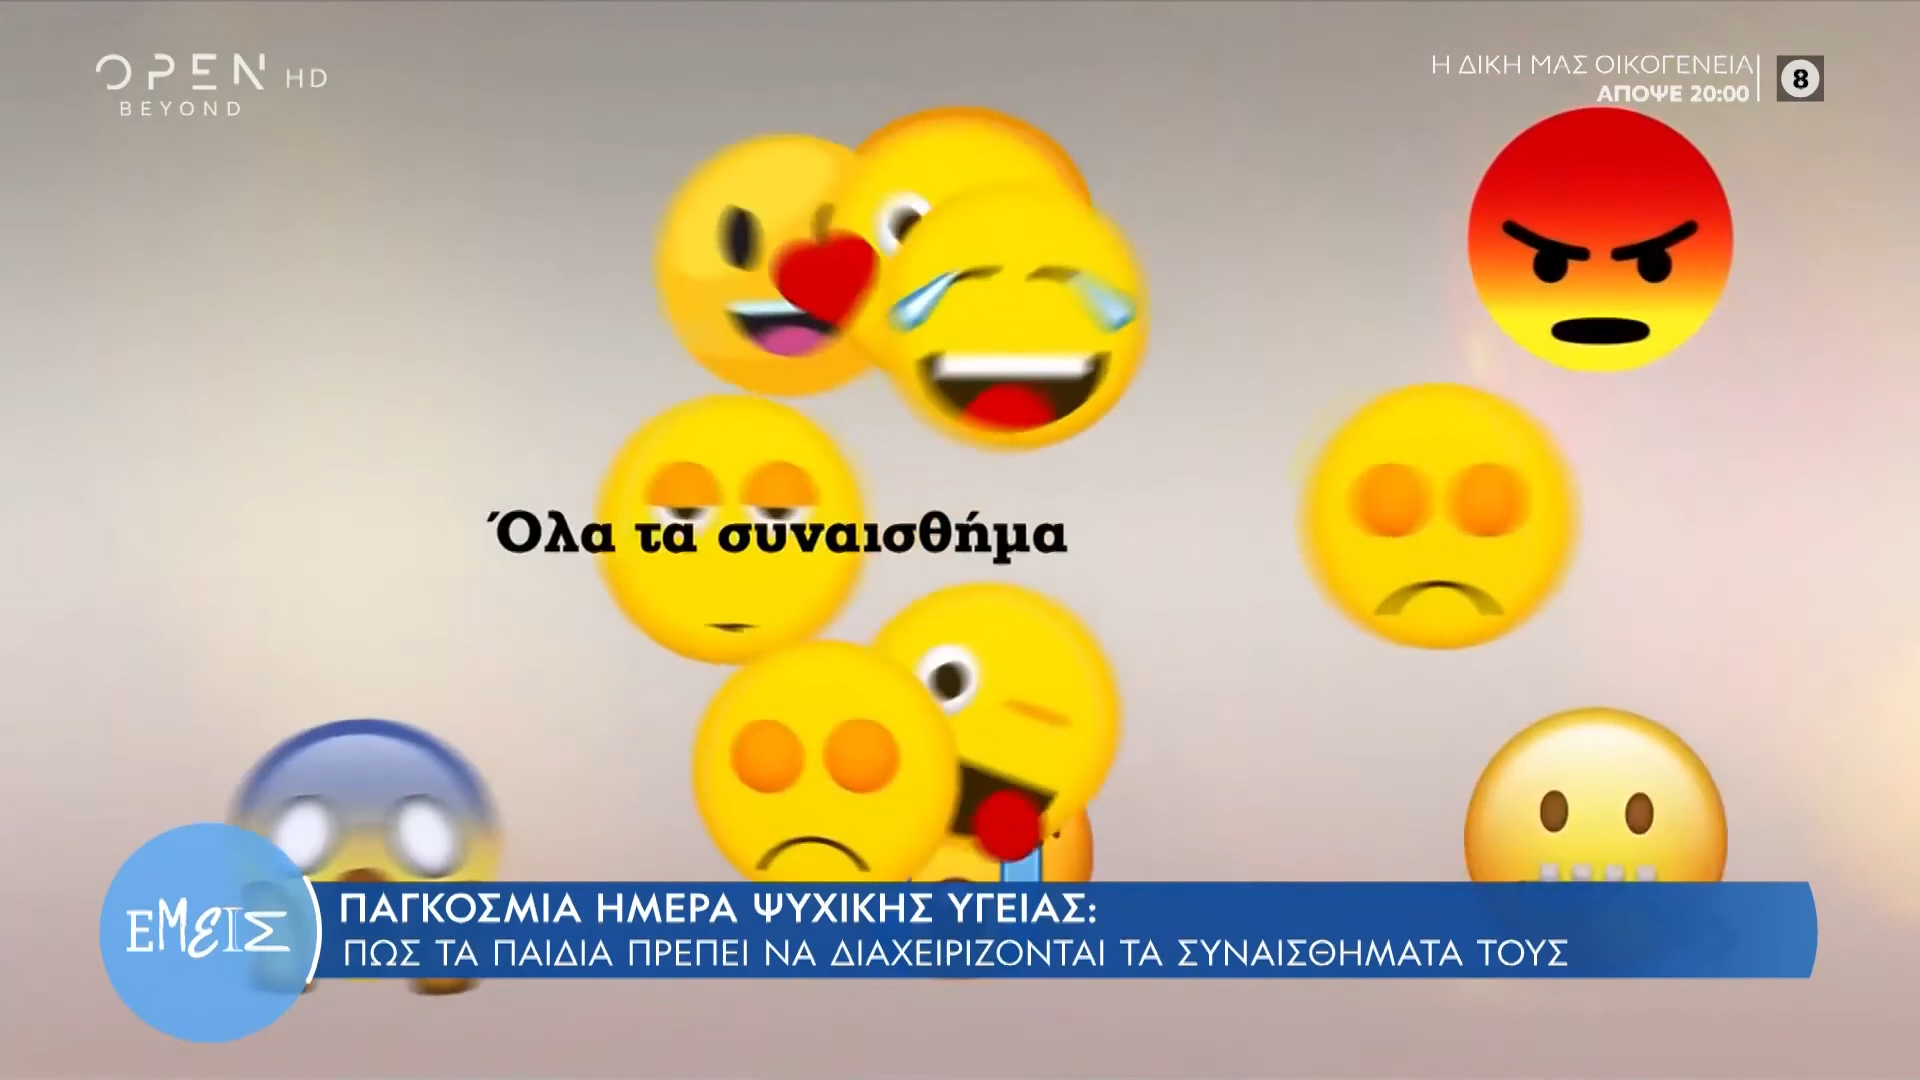 OPEN HD
BEYOND
Η ΔΙΚΗ ΜΑΣ ΟΙΚΟΓΕΝΕΙΑ
ΑΠΟΨΕ 20:00
8
Όλα τα συναισθήμα
ΕΜΕΙΣ
ΠΑΓΚΟΣΜΙΑ ΗΜΕΡΑ ΨΥΧΙΚΗΣ ΥΓΕΙΑΣ:
ΠΩΣ ΤΑ ΠΑΙΔΙΑ ΠΡΕΠΕΙ ΝΑ ΔΙΑΧΕΙΡΙΖΟΝΤΑΙ ΤΑ ΣΥΝΑΙΣΘΗΜΑΤΑ ΤΟΥΣ